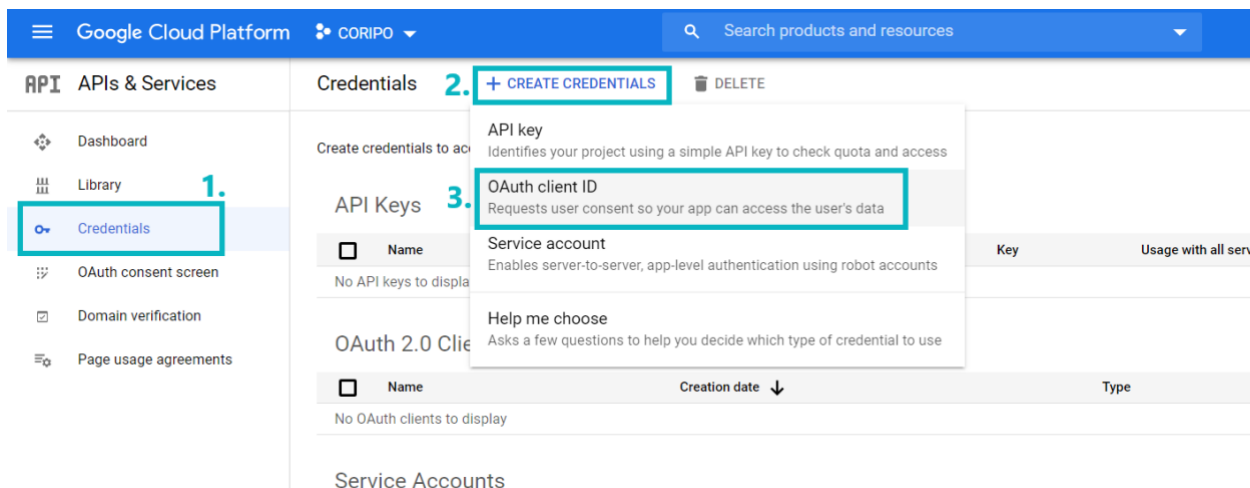 Google Cloud Platform CORIPO Search products and resources
API APIs & Services Credentials 2. + CREATE CREDENTIALS DELETE
Dashboard
Library
1.
Credentials
OAuth consent screen
Domain verification
Page usage agreements
Create credentials to ac
API key
Identifies your project using a simple API key to check quota and access
3.
OAuth client ID
Requests user consent so your app can access the user's data
Service account
Enables server-to-server, app-level authentication using robot accounts
Help me choose
Asks a few questions to help you decide which type of credential to use
API Keys
Name Key Usage with all serv
No API keys to displa
OAuth 2.0 Clie
Name Creation date Type
No OAuth clients to display
Service Accounts